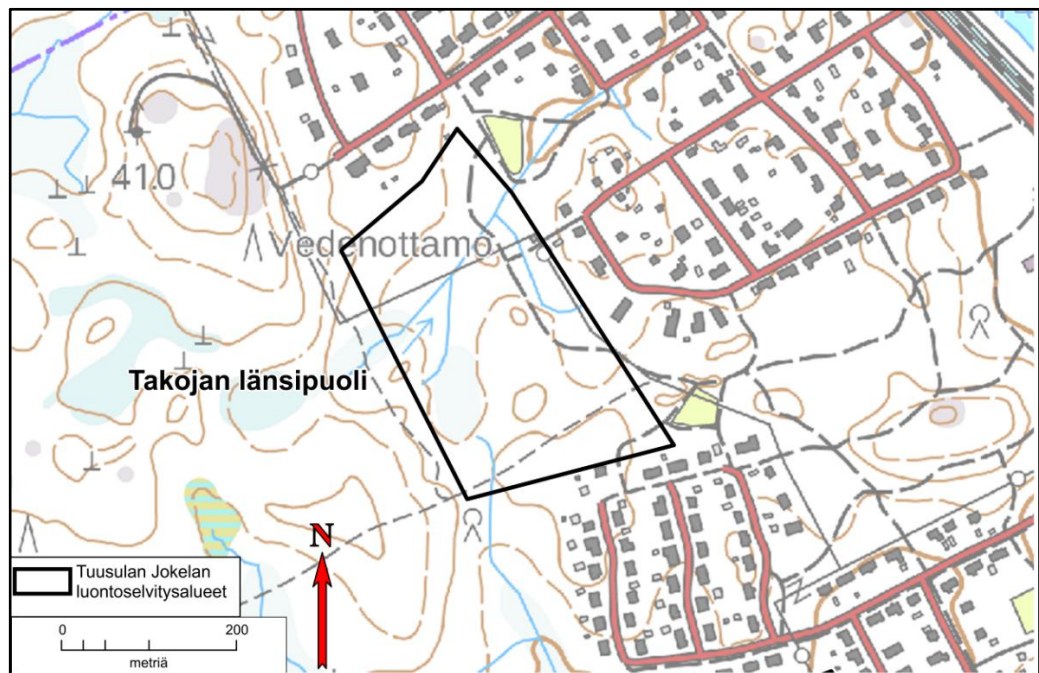 410
Vedenottamo
Takojan länsipuoli
N
Tuusulan Jokelan
luontoselvitysalueet
0 200
metriä